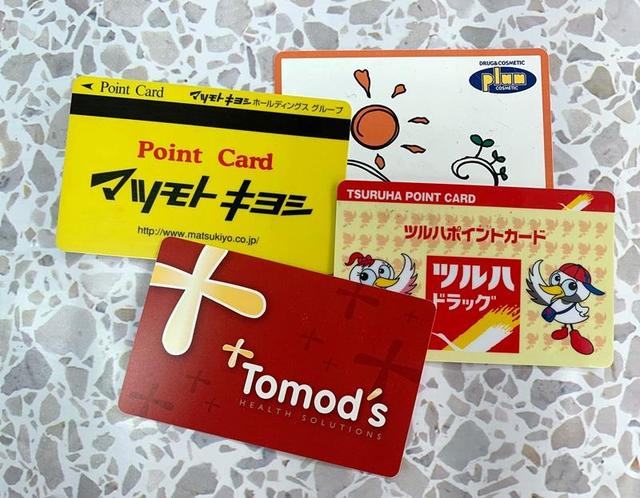 Point Card
マツモトキヨシ ホールディングス グループ
Point Card
マツモトキヨシ
http://www.matsukiyo.co.jp/
DRUG&COSMETIC
plum
COSMETIC
TSURUHA POINT CARD
ツルハポイントカード
ツルハ
ドラッグ
Tomod's
HEALTH SOLUTIONS